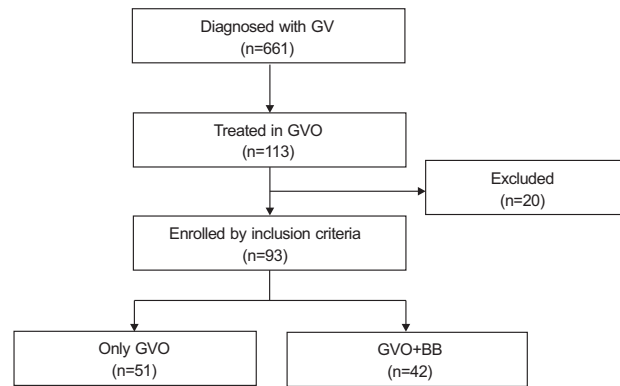 Diagnosed with GV
(n=661)
Treated in GVO
(n=113)
Excluded
(n=20)
Enrolled by inclusion criteria
(n=93)
Only GVO
(n=51)
GVO+BB
(n=42)